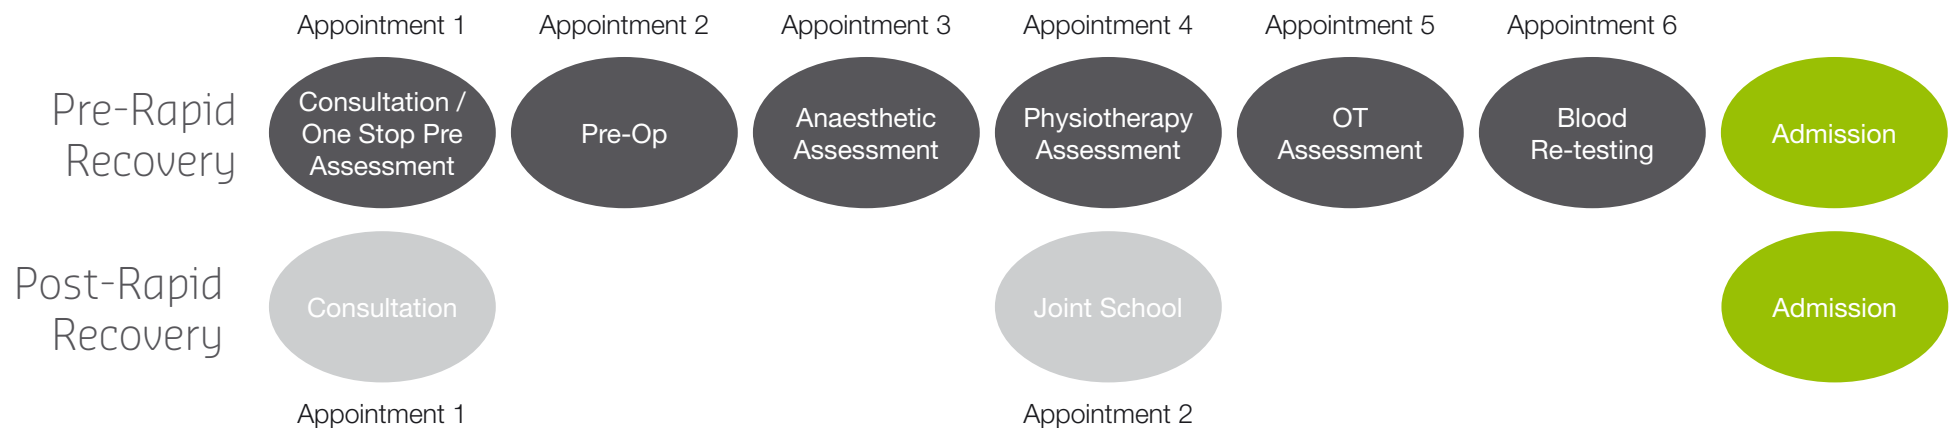 Appointment 1
Appointment 2
Appointment 3
Appointment 4
Appointment 5
Appointment 6
Pre-Rapid
Recovery
Consultation /
One Stop Pre
Assessment
Pre-Op
Anaesthetic
Assessment
Physiotherapy
Assessment
OT
Assessment
Blood
Re-testing
Admission
Post-Rapid
Recovery
Consultation
Joint School
Admission
Appointment 1
Appointment 2